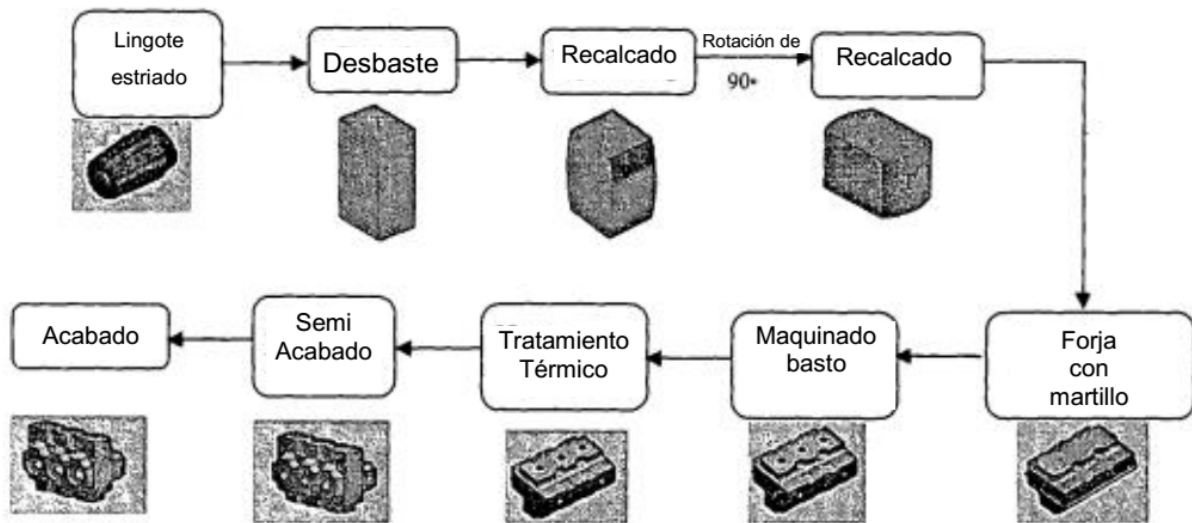 Lingote
estriado
Desbaste
Recalcado
Rotación de
90°
Recalcado
Forja
con
martillo
Maquinado
basto
Tratamiento
Térmico
Semi
Acabado
Acabado